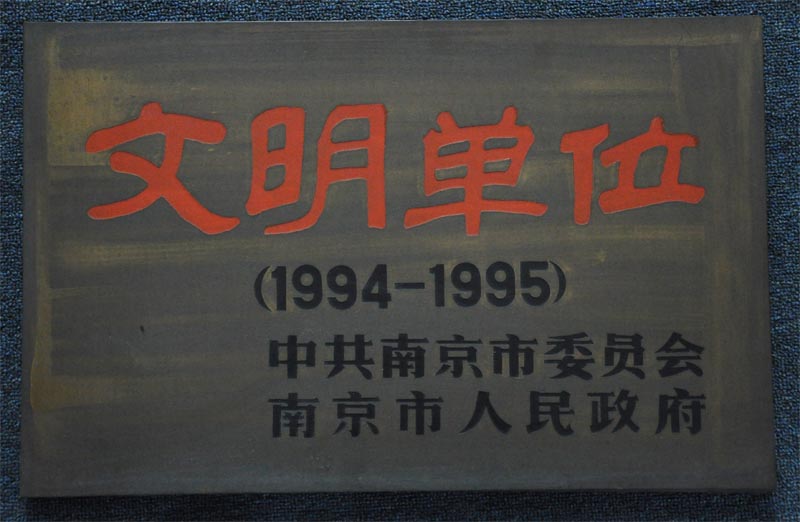 文明单位
(1994-1995)
中共南京市委员会
南京市人民政府